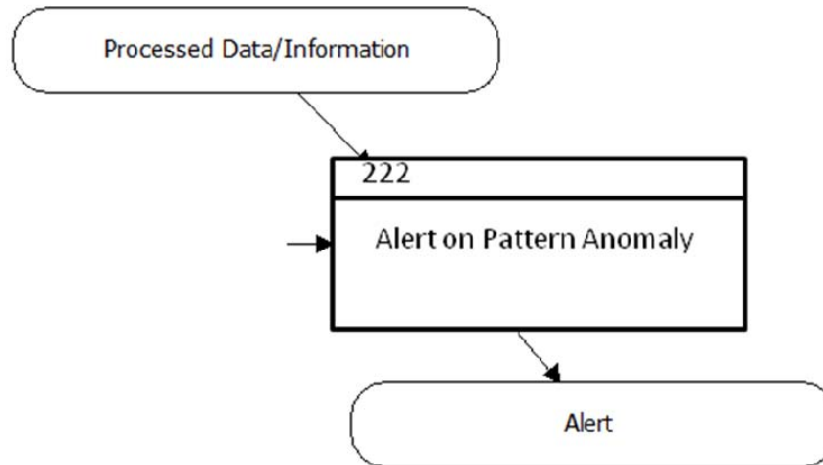 Processed Data/Information
222
Alert on Pattern Anomaly
Alert